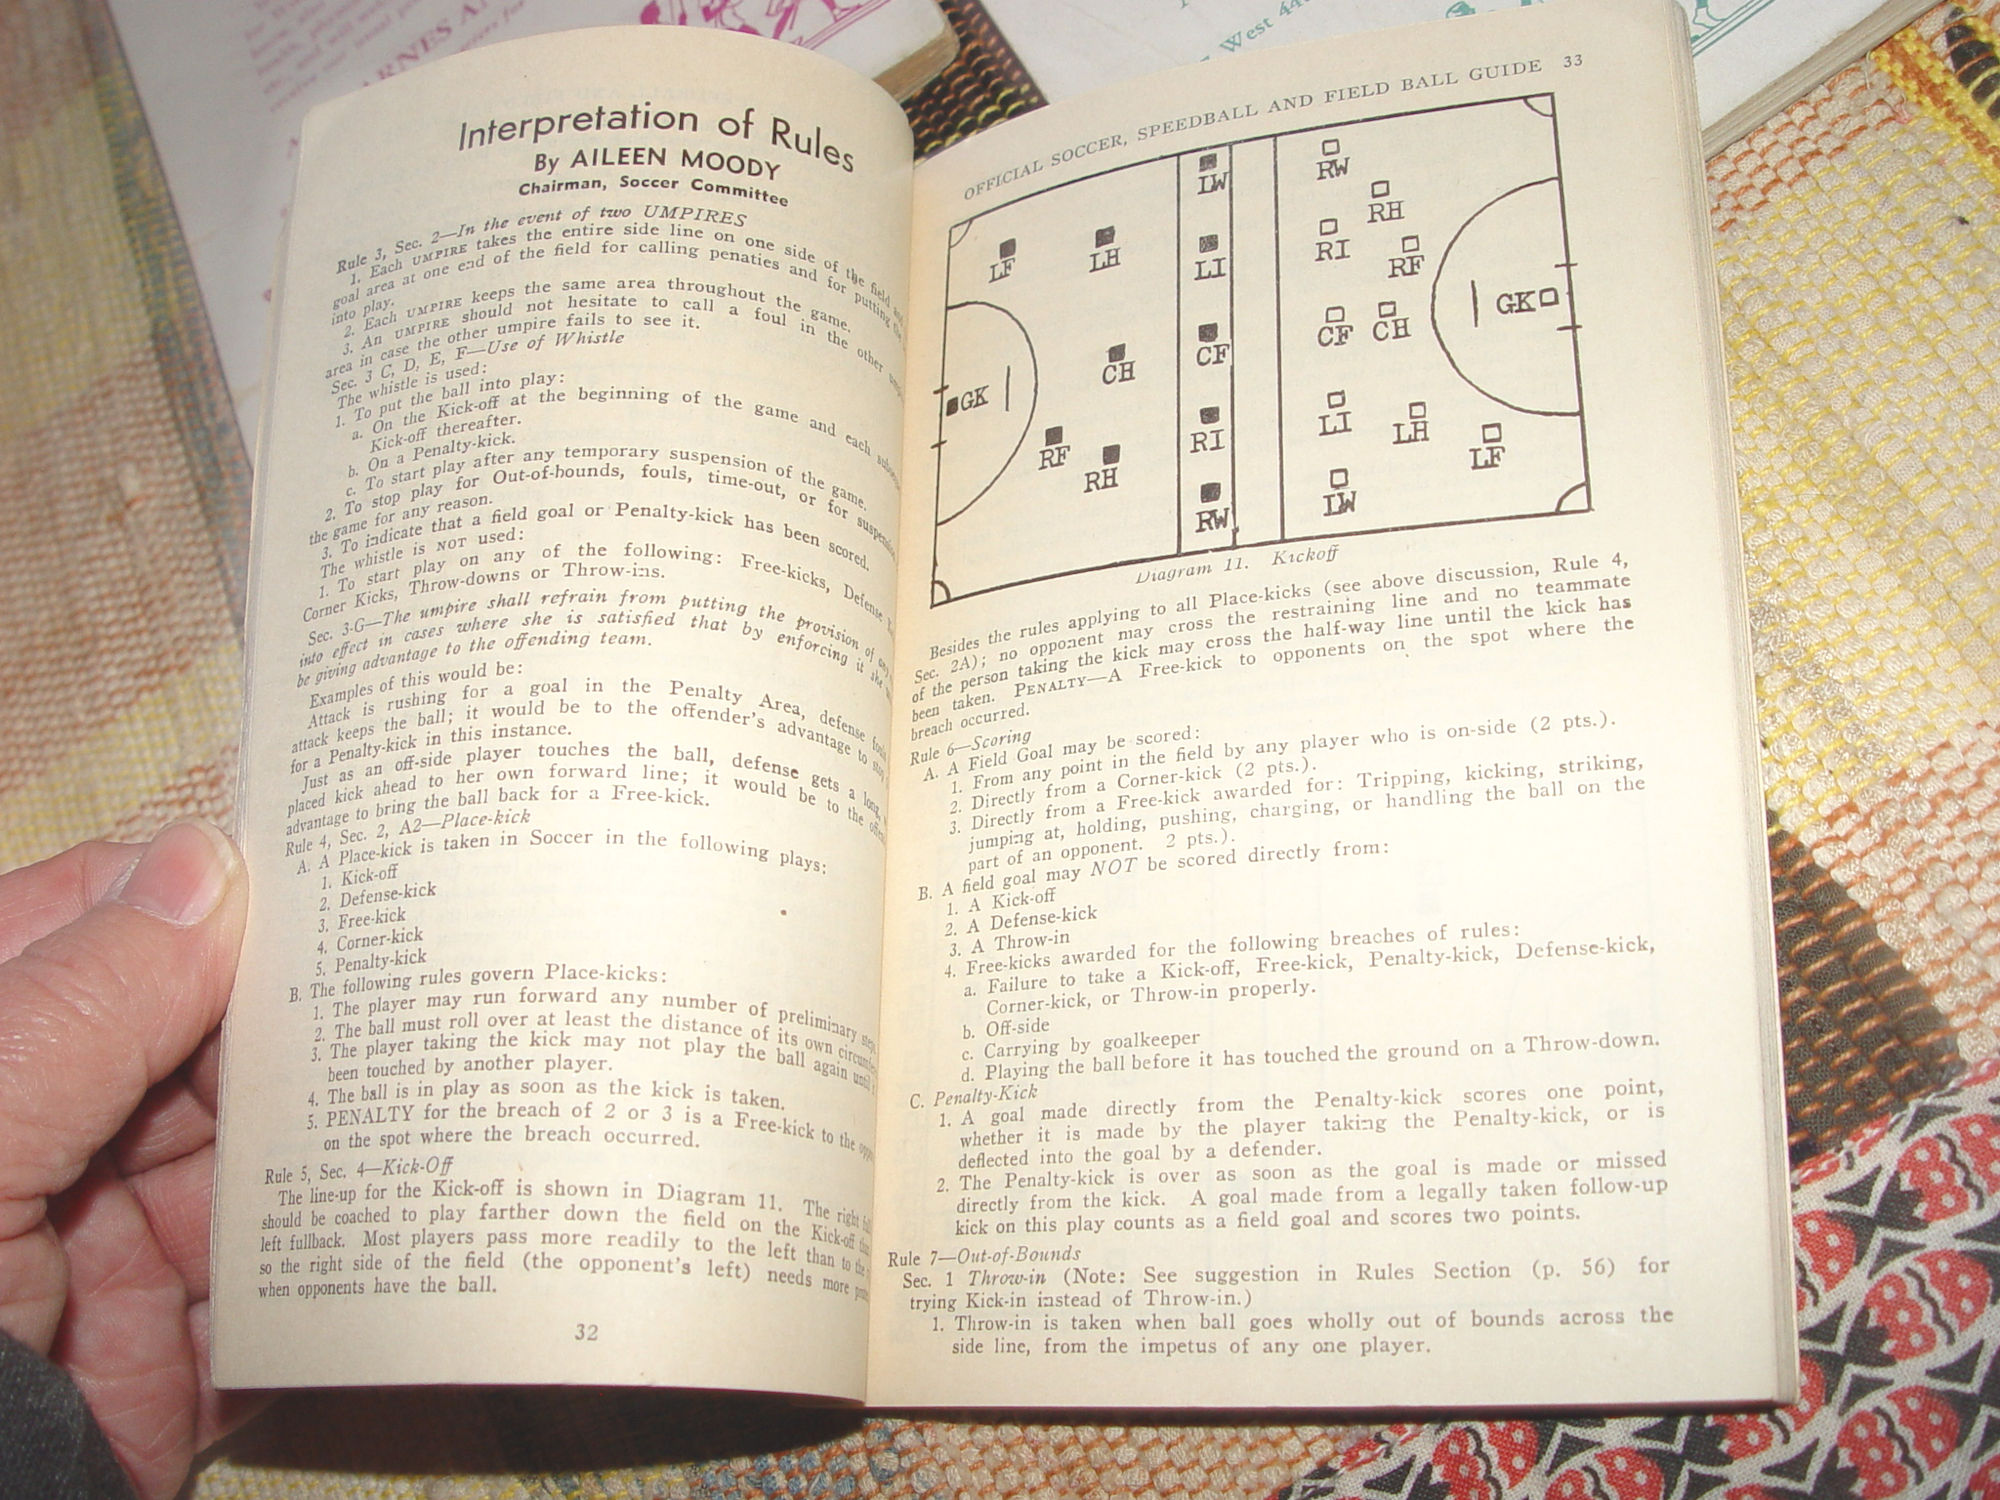 ARNES A
West 44
Interpretation of Rules
By AILEEN MOODY
Chairman, Soccer Committee
Rule 3, Sec. 2—In the event of two UMPIRES
1. Each UMPIRE takes the entire side line on one side of the field and
goal area at one end of the field for calling penaties and for putting the
into play.
2. Each UMPIRE keeps the same area throughout the game.
3. An UMPIRE should not hesitate to call a foul in the other
area in case the other umpire fails to see it.
Sec. 3 C, D, E, F—Use of Whistle
The whistle is used:
1. To put the ball into play:
a. On the Kick-off at the beginning of the game and each
Kick-off thereafter.
b. On a Penalty-kick.
c. To start play after any temporary suspension of the game.
2. To stop play for Out-of-bounds, fouls, time-out, or for
the game for any reason.
3. To indicate that a field goal or Penalty-kick has been scored.
The whistle is NOT used:
1. To start play on any of the following: Free-kicks, Defense
Corner Kicks, Throw-downs or Throw-ins.
Sec. 3-G—The umpire shall refrain from putting the provision of
into effect in cases where she is satisfied that by enforcing it she
be giving advantage to the offending team.
Examples of this would be:
Attack is rushing for a goal in the Penalty Area, defense
attack keeps the ball; it would be to the offender's advantage to stop
for a Penalty-kick in this instance.
Just as an off-side player touches the ball, defense gets a long,
placed kick ahead to her own forward line; it would be to the
advantage to bring the ball back for a Free-kick.
Rule 4, Sec. 2, A2—Place-kick
A. A Place-kick is taken in Soccer in the following plays:
1. Kick-off
2. Defense-kick
3. Free-kick
4. Corner-kick
5. Penalty-kick
B. The following rules govern Place-kicks:
1. The player may run forward any number of preliminary
2. The ball must roll over at least the distance of its own
3. The player taking the kick may not play the ball again until
been touched by another player.
4. The ball is in play as soon as the kick is taken.
5. PENALTY for the breach of 2 or 3 is a Free-kick to the
on the spot where the breach occurred.
Rule 5, Sec. 4—Kick-Off
The line-up for the Kick-off is shown in Diagram 11. The right
should be coached to play farther down the field on the Kick-off
left fullback. Most players pass more readily to the left than to the
so the right side of the field (the opponent's left) needs more
when opponents have the ball.
32
OFFICIAL SOCCER, SPEEDBALL AND FIELD BALL GUIDE 33
LW RW
RH
LF LH LI RI RF
GK CH CF CF CH GK
RF RH RI LI LH LF
RW LW
Diagram 11. Kickoff
Besides the rules applying to all Place-kicks (see above discussion, Rule 4,
Sec. 2A); no opponent may cross the restraining line and no teammate
of the person taking the kick may cross the half-way line until the kick has
been taken. PENALTY—A Free-kick to opponents on the spot where the
breach occurred.
Rule 6—Scoring
A. A Field Goal may be scored:
1. From any point in the field by any player who is on-side (2 pts.).
2. Directly from a Corner-kick (2 pts.).
3. Directly from a Free-kick awarded for: Tripping, kicking, striking,
jumping at, holding, pushing, charging, or handling the ball on the
part of an opponent. 2 pts.).
B. A field goal may NOT be scored directly from:
1. A Kick-off
2. A Defense-kick
3. A Throw-in
4. Free-kicks awarded for the following breaches of rules:
a. Failure to take a Kick-off, Free-kick, Penalty-kick, Defense-kick,
Corner-kick, or Throw-in properly.
b. Off-side
c. Carrying by goalkeeper
d. Playing the ball before it has touched the ground on a Throw-down.
C. Penalty-Kick
1. A goal made directly from the Penalty-kick scores one point,
whether it is made by the player taking the Penalty-kick, or is
deflected into the goal by a defender.
2. The Penalty-kick is over as soon as the goal is made or missed
directly from the kick. A goal made from a legally taken follow-up
kick on this play counts as a field goal and scores two points.
Rule 7—Out-of-Bounds
Sec. 1 Throw-in (Note: See suggestion in Rules Section (p. 56) for
trying Kick-in instead of Throw-in.)
1. Throw-in is taken when ball goes wholly out of bounds across the
side line, from the impetus of any one player.